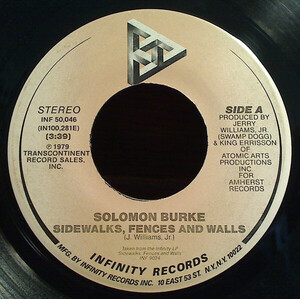 STEREO
INF 50,046
(IN100,281E)
(3:39)
℗ 1979
TRANSCONTINENT
RECORD SALES,
INC.
SIDE A
PRODUCED BY
JERRY
WILLIAMS, JR
(SWAMP DOGG)
& KING ERRISSON OF
ATOMIC ARTS
PRODUCTIONS
INC. FOR
AMHERST
RECORDS
SOLOMON BURKE
SIDEWALKS, FENCES AND WALLS
(J. Williams, Jr.)
Taken from the Infinity LP
Sidewalks, Fences and Walls
INF 9024
INFINITY RECORDS
MFG. BY INFINITY RECORDS INC. 10 EAST 53 ST. N.Y., N.Y. 10022